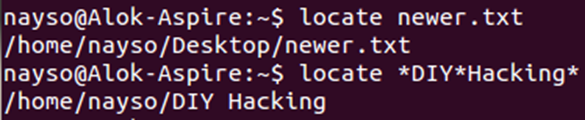 nayso@Alok-Aspire:~$ locate newer.txt
/home/nayso/Desktop/newer.txt
nayso@Alok-Aspire:~$ locate *DIY*Hacking*
/home/nayso/DIY Hacking